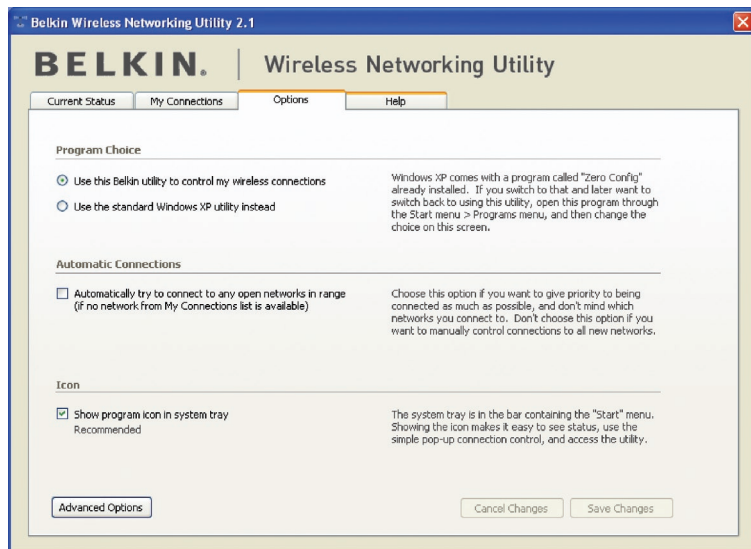 Belkin Wireless Networking Utility 2.1
BELKIN. | Wireless Networking Utility
Current Status
My Connections
Options
Help
Program Choice
Use this Belkin utility to control my wireless connections
Use the standard Windows XP utility instead
Windows XP comes with a program called "Zero Config"
already installed. If you switch to that and later want to
switch back to using this utility, open this program through
the Start menu > Programs menu, and then change the
choice on this screen.
Automatic Connections
Automatically try to connect to any open networks in range
(if no network from My Connections list is available)
Choose this option if you want to give priority to being
connected as much as possible, and don't mind which
networks you connect to. Don't choose this option if you
want to manually control connections to all new networks.
Icon
Show program icon in system tray
Recommended
The system tray is in the bar containing the "Start" menu.
Showing the icon makes it easy to see status, use the
simple pop-up connection control, and access the utility.
Advanced Options
Cancel Changes
Save Changes